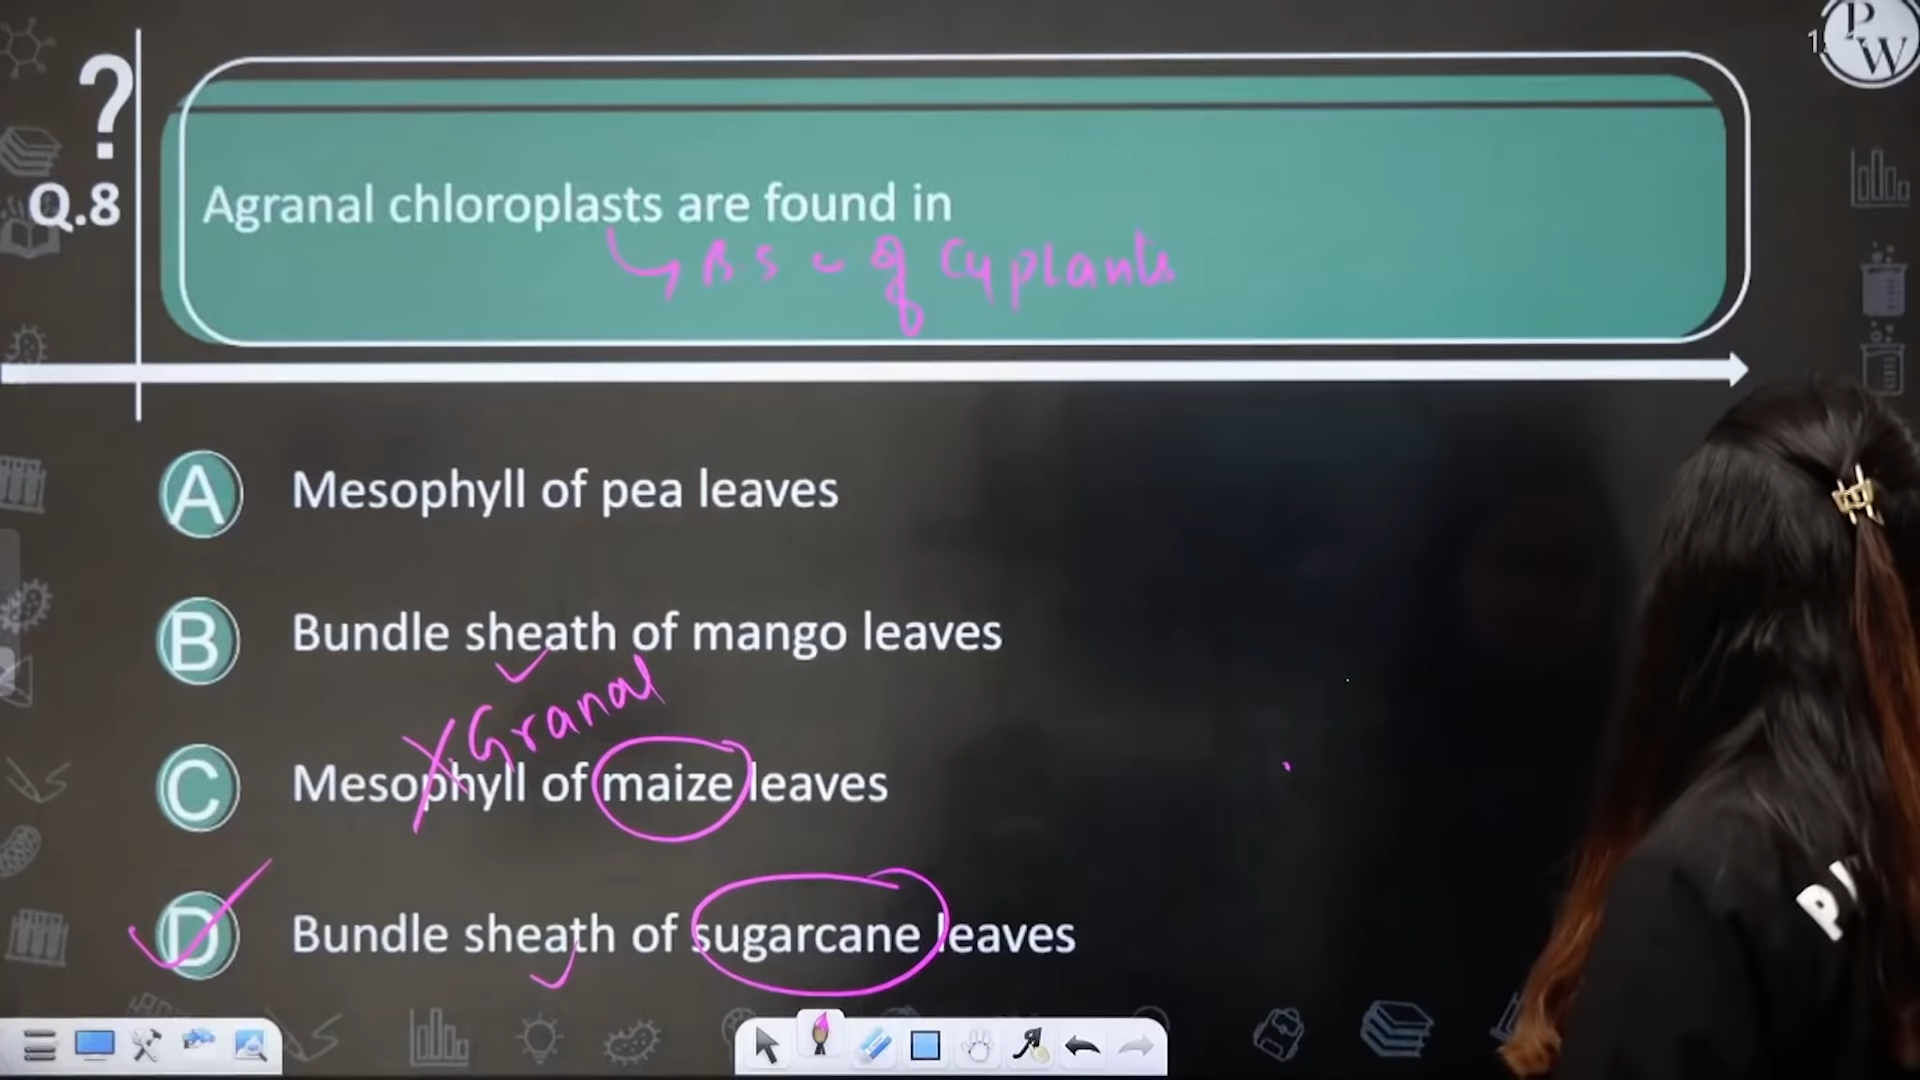 PW
Q.8
Agranal chloroplasts are found in
B.S C of C4 plants
A Mesophyll of pea leaves
B Bundle sheath of mango leaves
X Granal
C Mesophyll of maize leaves
D Bundle sheath of sugarcane leaves